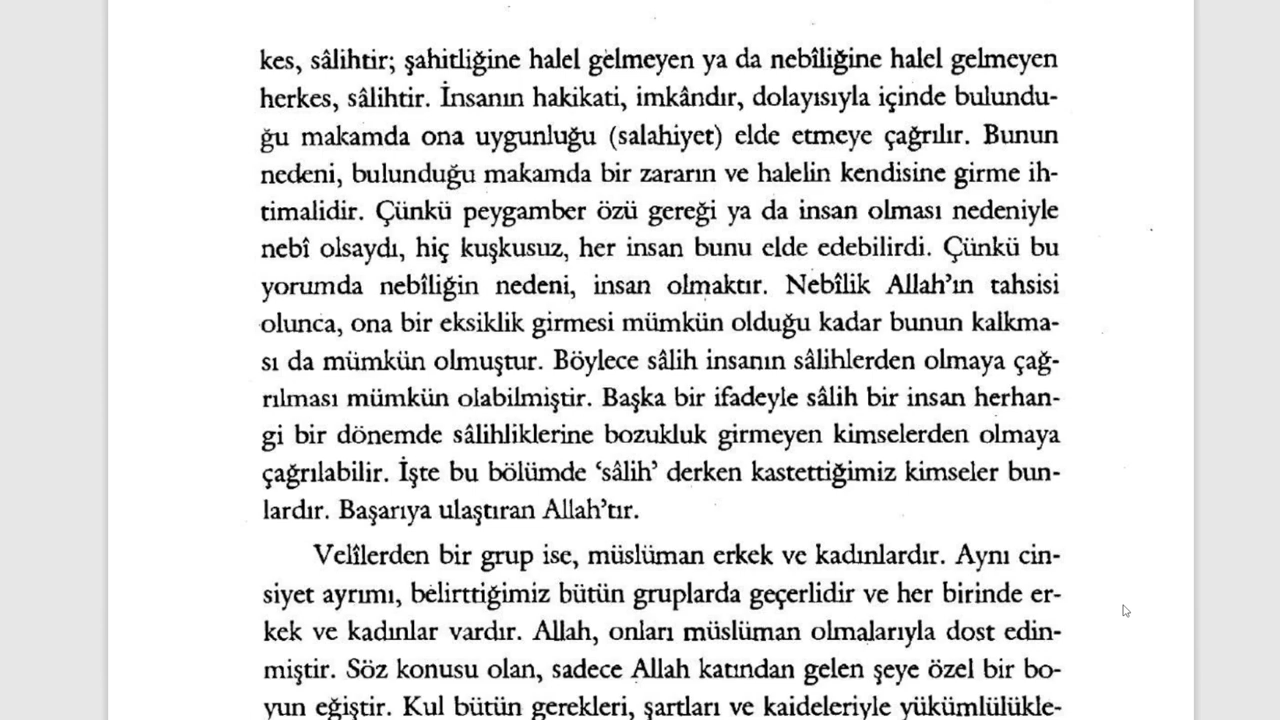 kes, sâlihtir; şahitliğine halel gelmeyen ya da nebîliğine halel gelmeyen
herkes, sâlihtir. İnsanın hakikati, imkândır, dolayısıyla içinde bulundu-
ğu makamda ona uygunluğu (salahiyet) elde etmeye çağrılır. Bunun
nedeni, bulunduğu makamda bir zararın ve halelin kendisine girme ih-
timalidir. Çünkü peygamber özü gereği ya da insan olması nedeniyle
nebî olsaydı, hiç kuşkusuz, her insan bunu elde edebilirdi. Çünkü bu
yorumda nebîliğin nedeni, insan olmaktır. Nebîlik Allah’ın tahsisi
olunca, ona bir eksiklik girmesi mümkün olduğu kadar bunun kalkma-
sı da mümkün olmuştur. Böylece sâlih insanın sâlihlerden olmaya çağ-
rılması mümkün olabilmiştir. Başka bir ifadeyle sâlih bir insan herhan-
gi bir dönemde sâlihliklerine bozukluk girmeyen kimselerden olmaya
çağrılabilir. İşte bu bölümde ‘sâlih’ derken kastettiğimiz kimseler bun-
lardır. Başarıya ulaştıran Allah’tır.
Velîlerden bir grup ise, müslüman erkek ve kadınlardır. Aynı cin-
siyet ayrımı, belirttiğimiz bütün gruplarda geçerlidir ve her birinde er-
kek ve kadınlar vardır. Allah, onları müslüman olmalarıyla dost edin-
miştir. Söz konusu olan, sadece Allah katından gelen şeye özel bir bo-
yun eğiştir. Kul bütün gerekleri, şartları ve kaideleriyle yükümlülükle-